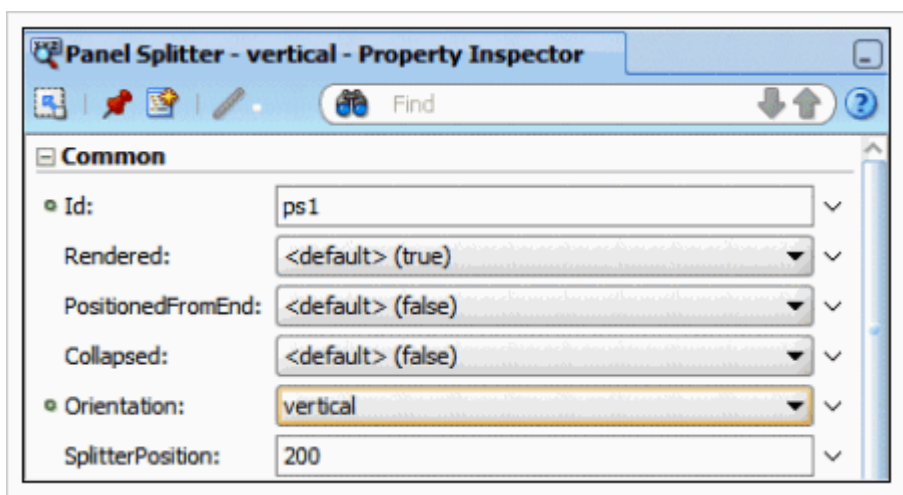 Panel Splitter - vertical - Property Inspector
Find
Common
Id: ps1
Rendered: <default> (true)
PositionedFromEnd: <default> (false)
Collapsed: <default> (false)
Orientation: vertical
SplitterPosition: 200